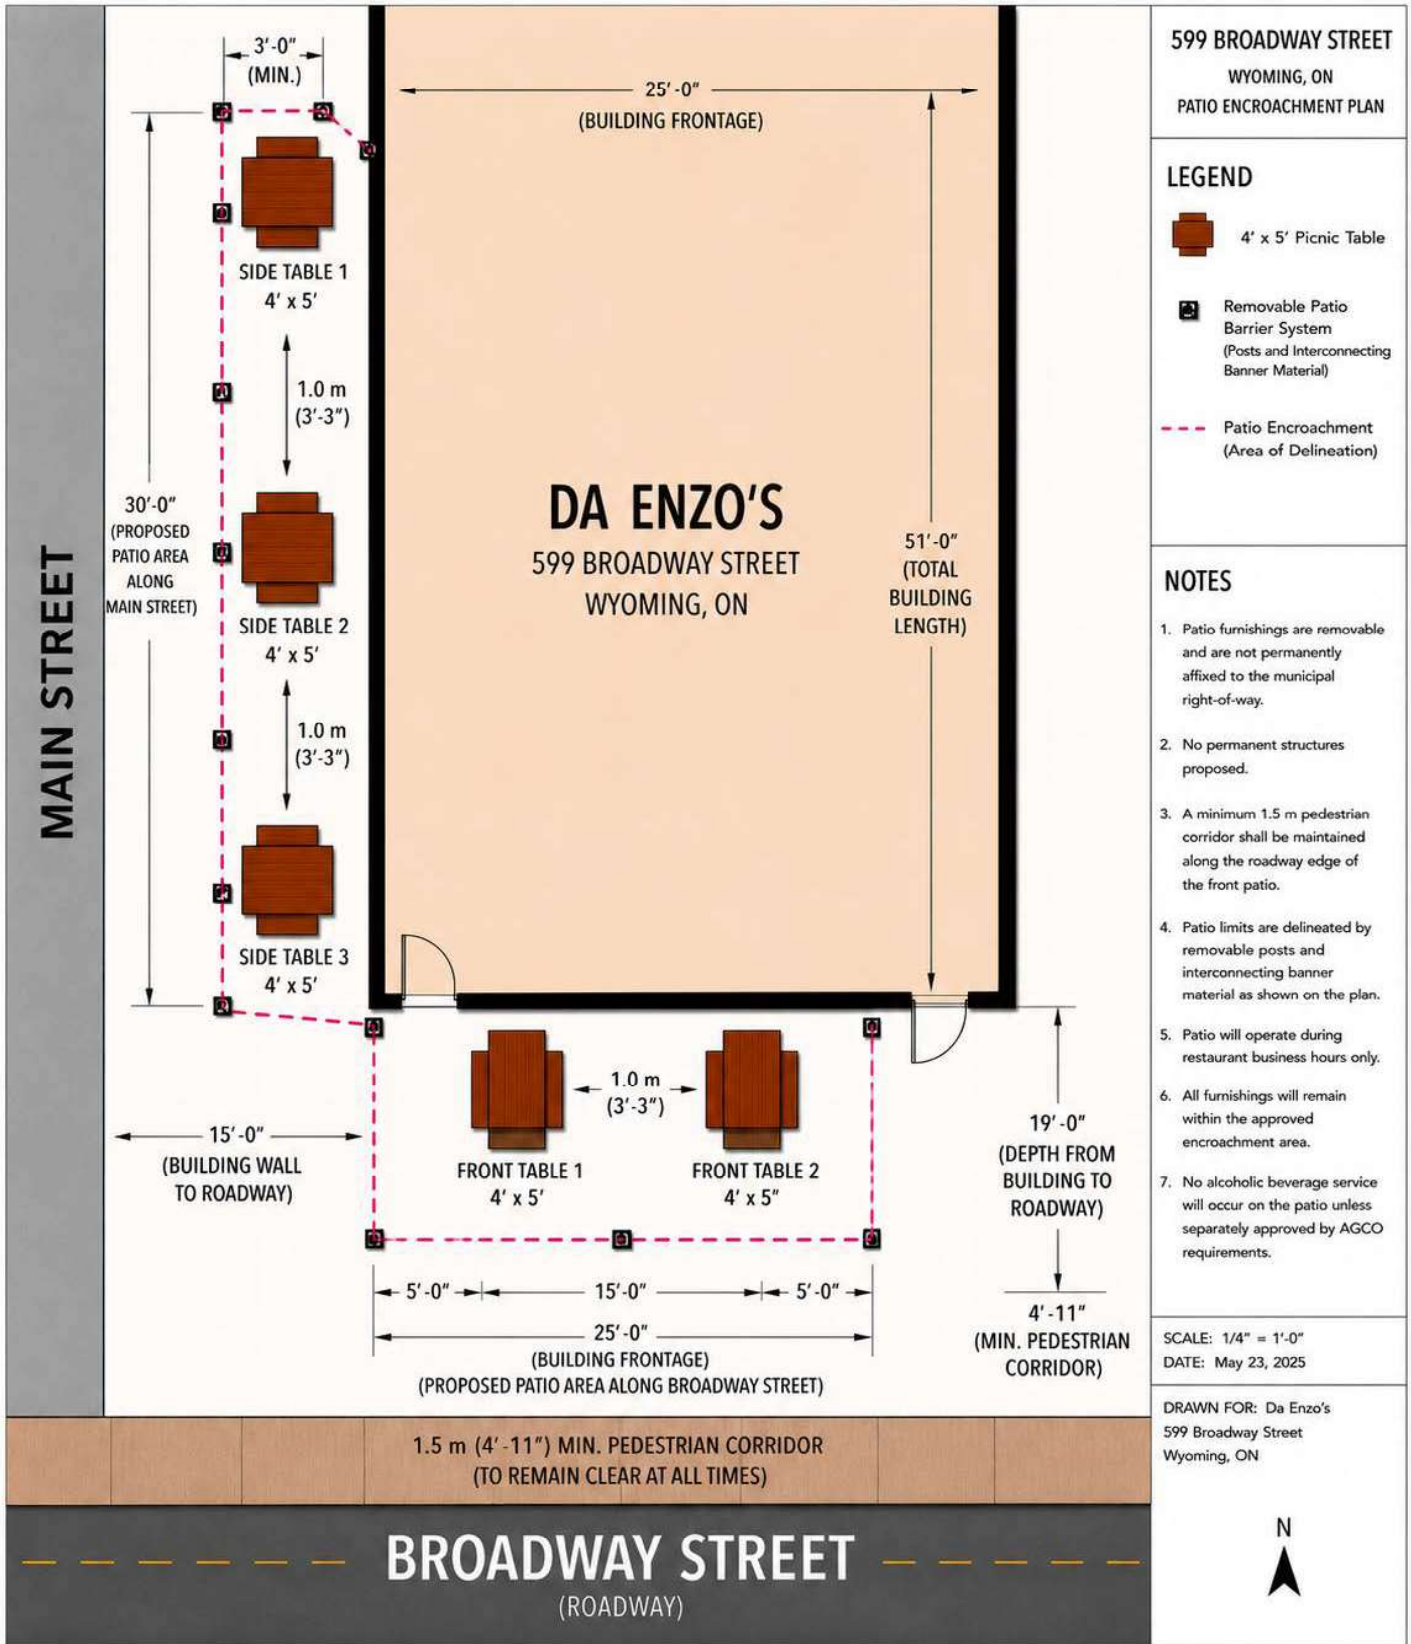 3'-0"
(MIN.)
25'-0"
(BUILDING FRONTAGE)
SIDE TABLE 1
4' x 5'
1.0 m
(3'-3")
30'-0"
(PROPOSED
PATIO AREA
ALONG
MAIN STREET)
MAIN STREET
SIDE TABLE 2
4' x 5'
1.0 m
(3'-3")
SIDE TABLE 3
4' x 5'
DA ENZO'S
599 BROADWAY STREET
WYOMING, ON
51'-0"
(TOTAL
BUILDING
LENGTH)
15'-0"
(BUILDING WALL
TO ROADWAY)
1.0 m
(3'-3")
FRONT TABLE 1
4' x 5'
FRONT TABLE 2
4' x 5"
19'-0"
(DEPTH FROM
BUILDING TO
ROADWAY)
4'-11"
(MIN. PEDESTRIAN
CORRIDOR)
5'-0" 15'-0" 5'-0"
25'-0"
(BUILDING FRONTAGE)
(PROPOSED PATIO AREA ALONG BROADWAY STREET)
1.5 m (4'-11") MIN. PEDESTRIAN CORRIDOR
(TO REMAIN CLEAR AT ALL TIMES)
BROADWAY STREET
(ROADWAY)
599 BROADWAY STREET
WYOMING, ON
PATIO ENCROACHMENT PLAN
LEGEND
4' x 5' Picnic Table
Removable Patio
Barrier System
(Posts and Interconnecting
Banner Material)
Patio Encroachment
(Area of Delineation)
NOTES
1. Patio furnishings are removable
and are not permanently
affixed to the municipal
right-of-way.
2. No permanent structures
proposed.
3. A minimum 1.5 m pedestrian
corridor shall be maintained
along the roadway edge of
the front patio.
4. Patio limits are delineated by
removable posts and
interconnecting banner
material as shown on the plan.
5. Patio will operate during
restaurant business hours only.
6. All furnishings will remain
within the approved
encroachment area.
7. No alcoholic beverage service
will occur on the patio unless
separately approved by AGCO
requirements.
SCALE: 1/4" = 1'-0"
DATE: May 23, 2025
DRAWN FOR: Da Enzo's
599 Broadway Street
Wyoming, ON
N